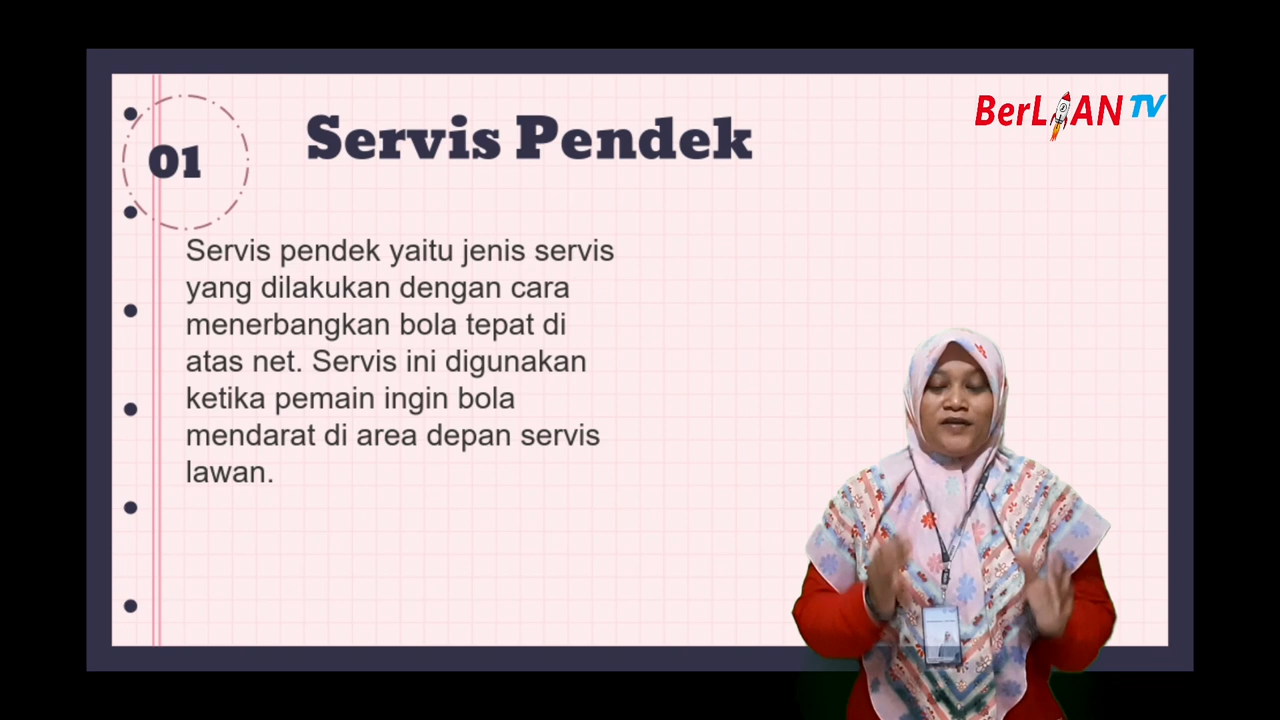 BerLIAN TV
01
Servis Pendek
Servis pendek yaitu jenis servis
yang dilakukan dengan cara
menerbangkan bola tepat di
atas net. Servis ini digunakan
ketika pemain ingin bola
mendarat di area depan servis
lawan.